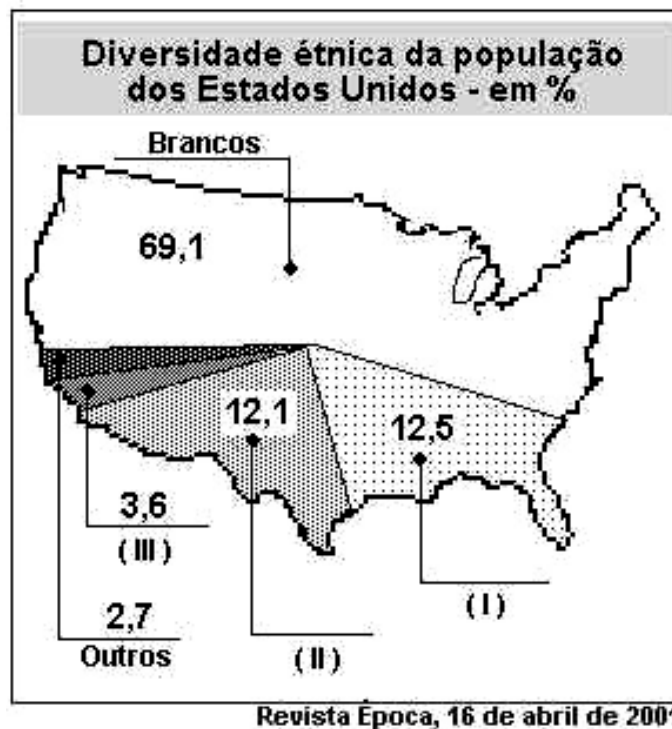 Diversidade étnica da população
dos Estados Unidos - em %
Brancos
69,1
12,1
12,5
3,6
( III )
( I )
2,7
Outros
( II )
Revista Época, 16 de abril de 2001